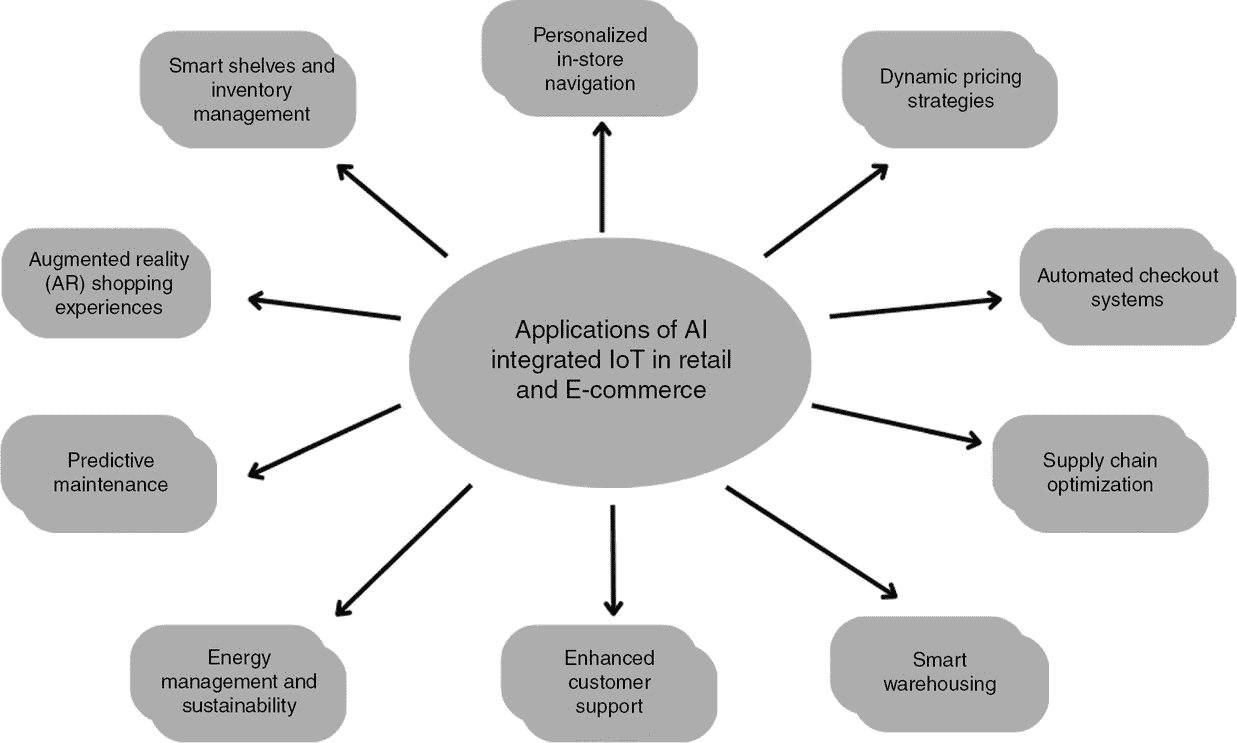 Personalized
in-store
navigation
Smart shelves and
inventory
management
Dynamic pricing
strategies
Augmented reality
(AR) shopping
experiences
Automated checkout
systems
Applications of AI
integrated IoT in retail
and E-commerce
Predictive
maintenance
Supply chain
optimization
Energy
management and
sustainability
Enhanced
customer
support
Smart
warehousing